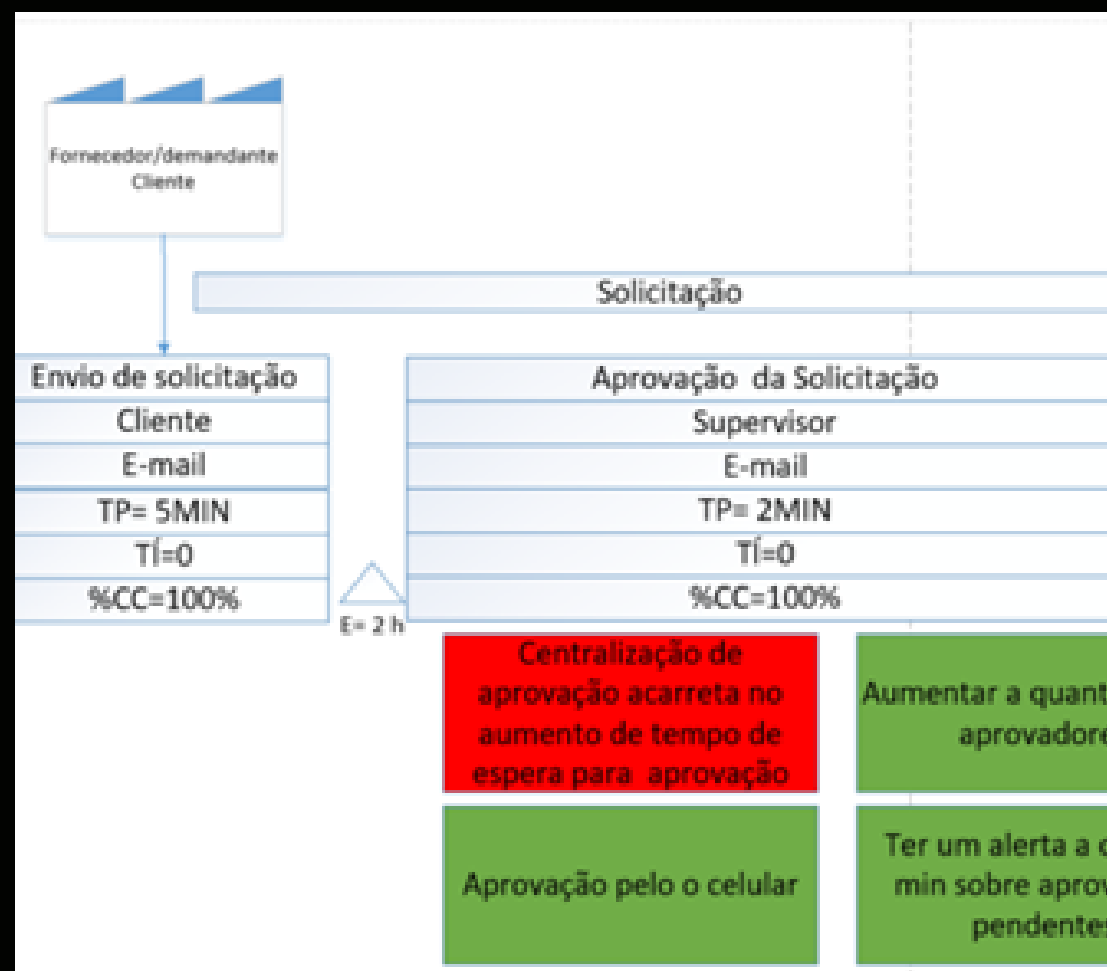 Fornecedor/demandante
Cliente
Solicitação
Envio de solicitação
Cliente
E-mail
TP= 5MIN
TÍ=0
%CC=100%
E= 2 h
Aprovação da Solicitação
Supervisor
E-mail
TP= 2MIN
TÍ=0
%CC=100%
Centralização de
aprovação acarreta no
aumento de tempo de
espera para aprovação
Aumentar a quant
aprovadore
Aprovação pelo o celular
Ter um alerta a
min sobre aprov
pendentes